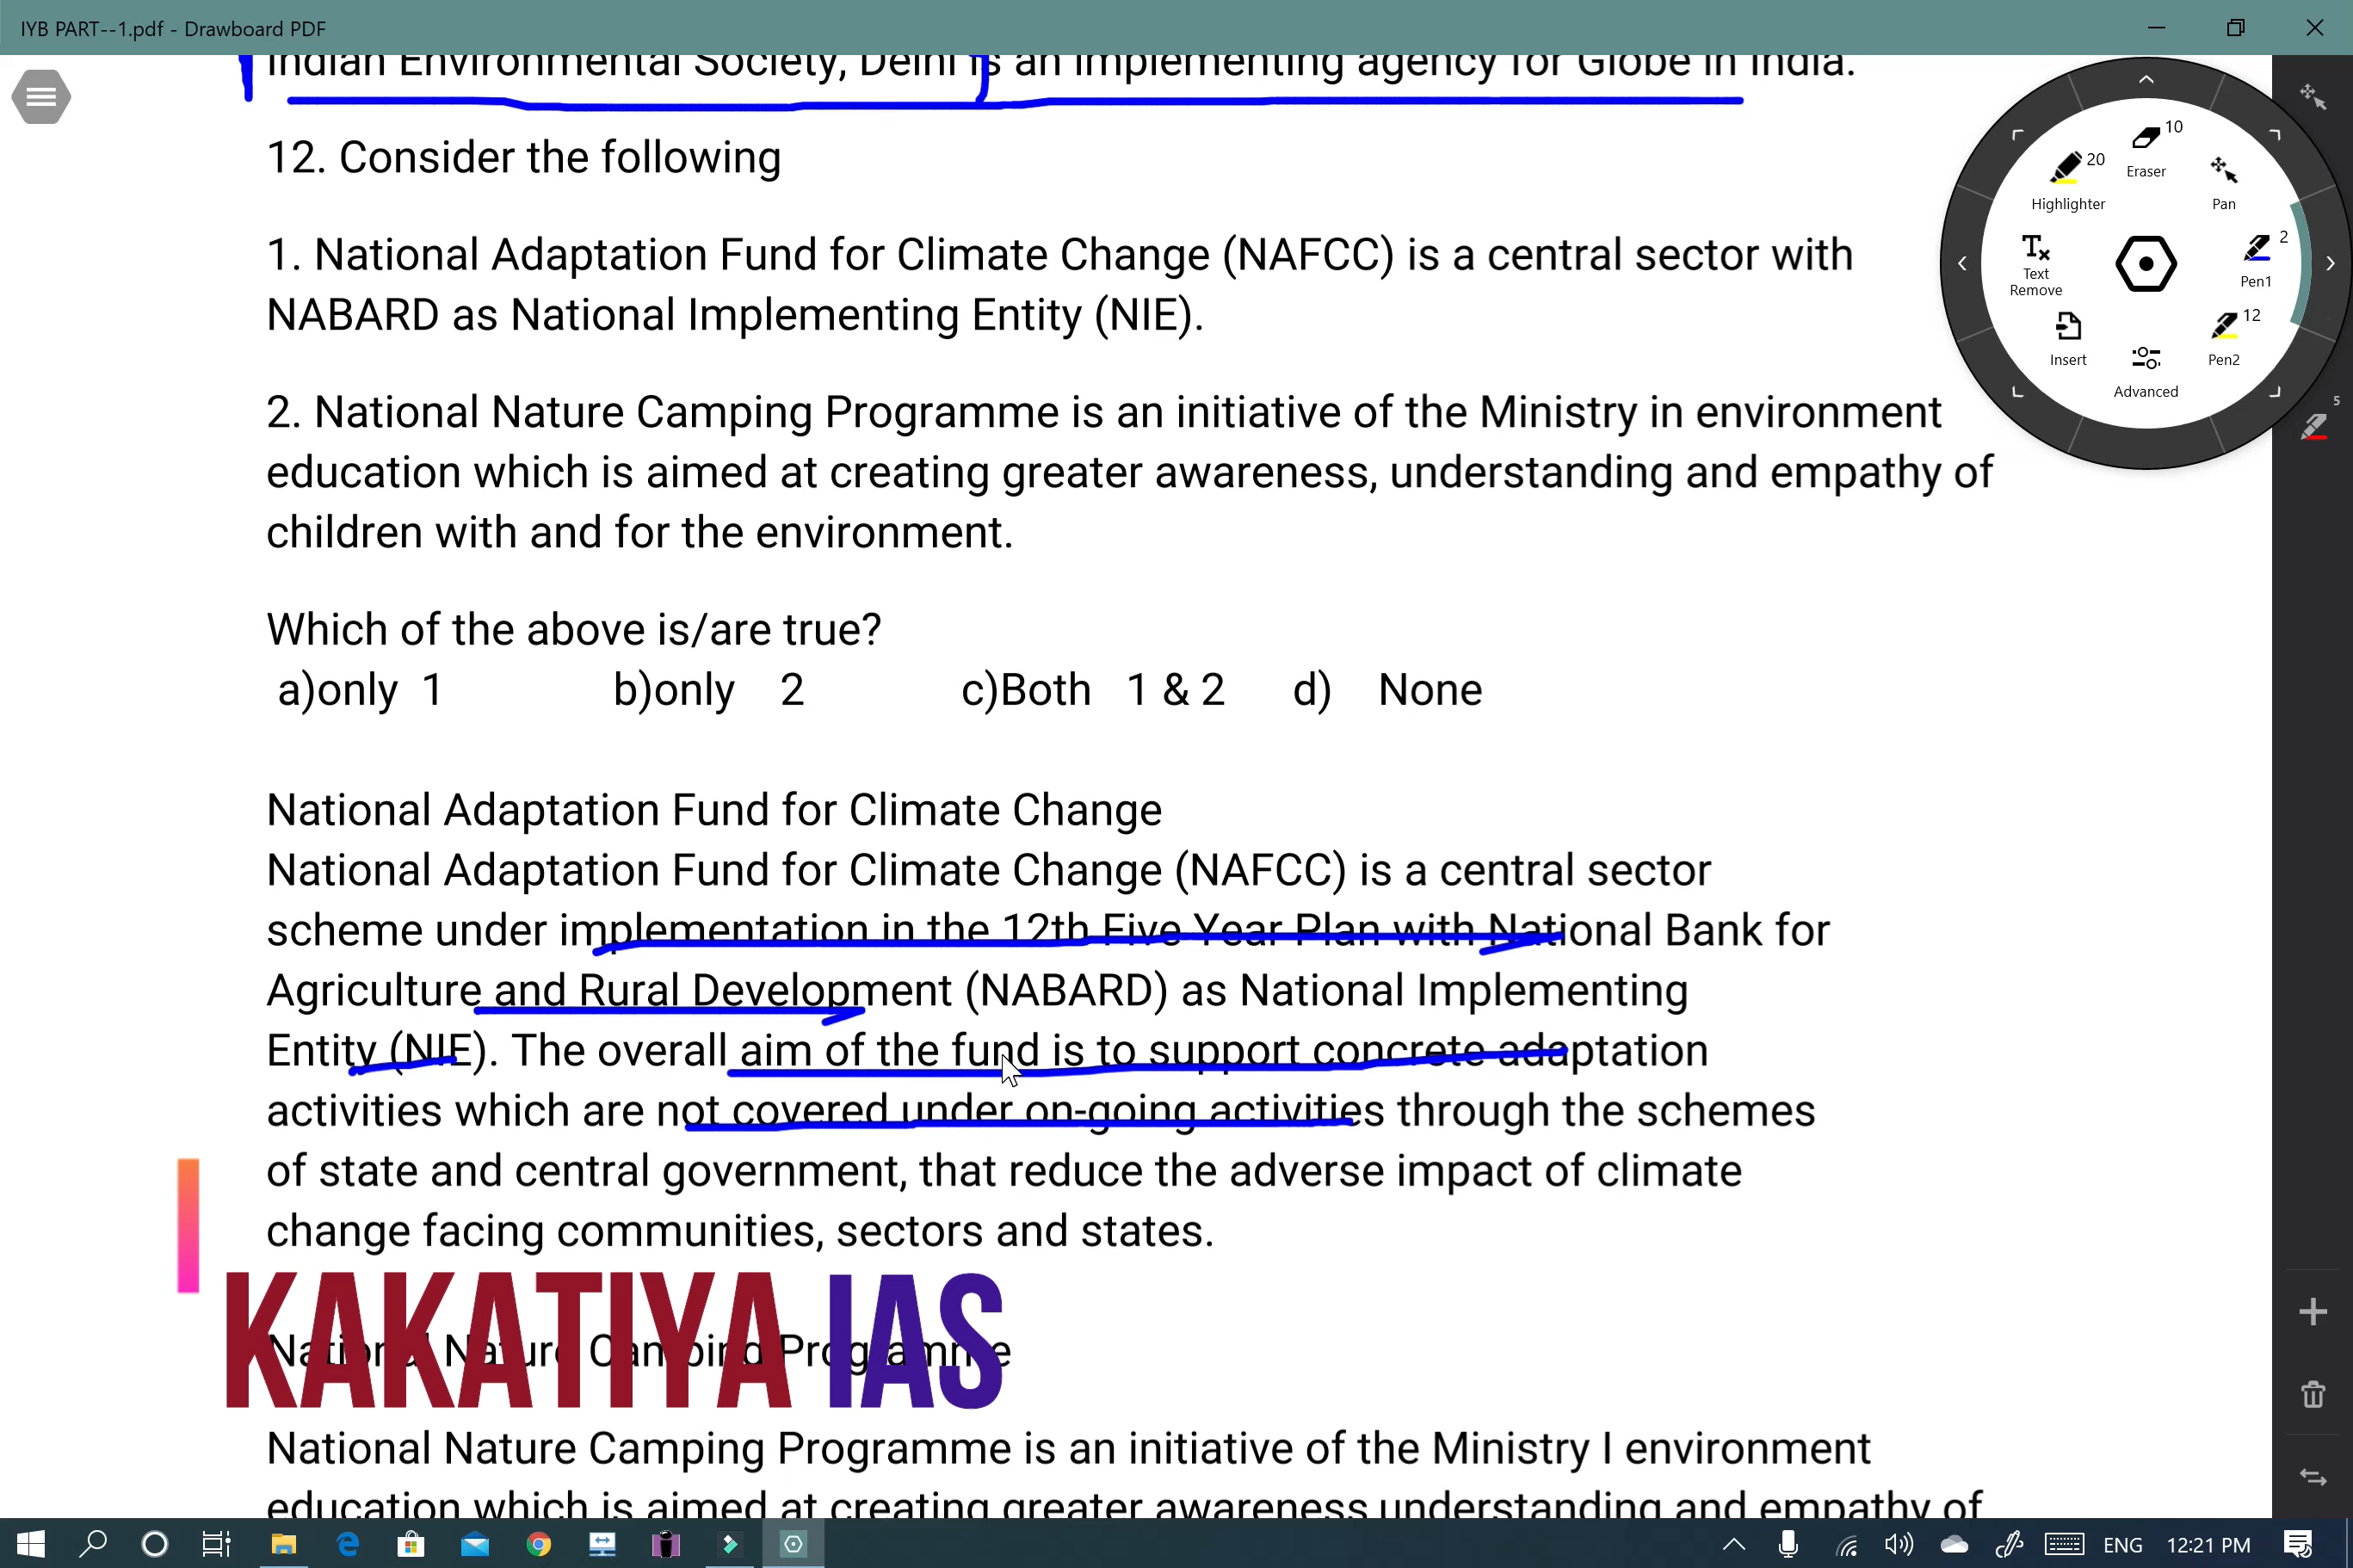 IYB PART--1.pdf - Drawboard PDF
Indian Environmental Society, Delhi is an implementing agency for Globe in India.
12. Consider the following
1. National Adaptation Fund for Climate Change (NAFCC) is a central sector with
NABARD as National Implementing Entity (NIE).
2. National Nature Camping Programme is an initiative of the Ministry in environment
education which is aimed at creating greater awareness, understanding and empathy of
children with and for the environment.
Which of the above is/are true?
a)only 1 b)only 2 c)Both 1 & 2 d) None
National Adaptation Fund for Climate Change
National Adaptation Fund for Climate Change (NAFCC) is a central sector
scheme under implementation in the 12th Five Year Plan with National Bank for
Agriculture and Rural Development (NABARD) as National Implementing
Entity (NIE). The overall aim of the fund is to support concrete adaptation
activities which are not covered under on-going activities through the schemes
of state and central government, that reduce the adverse impact of climate
change facing communities, sectors and states.
KAKATIYA IAS
National Nature Camping Programme
National Nature Camping Programme is an initiative of the Ministry I environment
education which is aimed at creating greater awareness understanding and empathy of
10
Eraser
20
Highlighter
Pan
Text
Remove
2
Pen1
Insert
12
Pen2
Advanced
5
ENG 12:21 PM